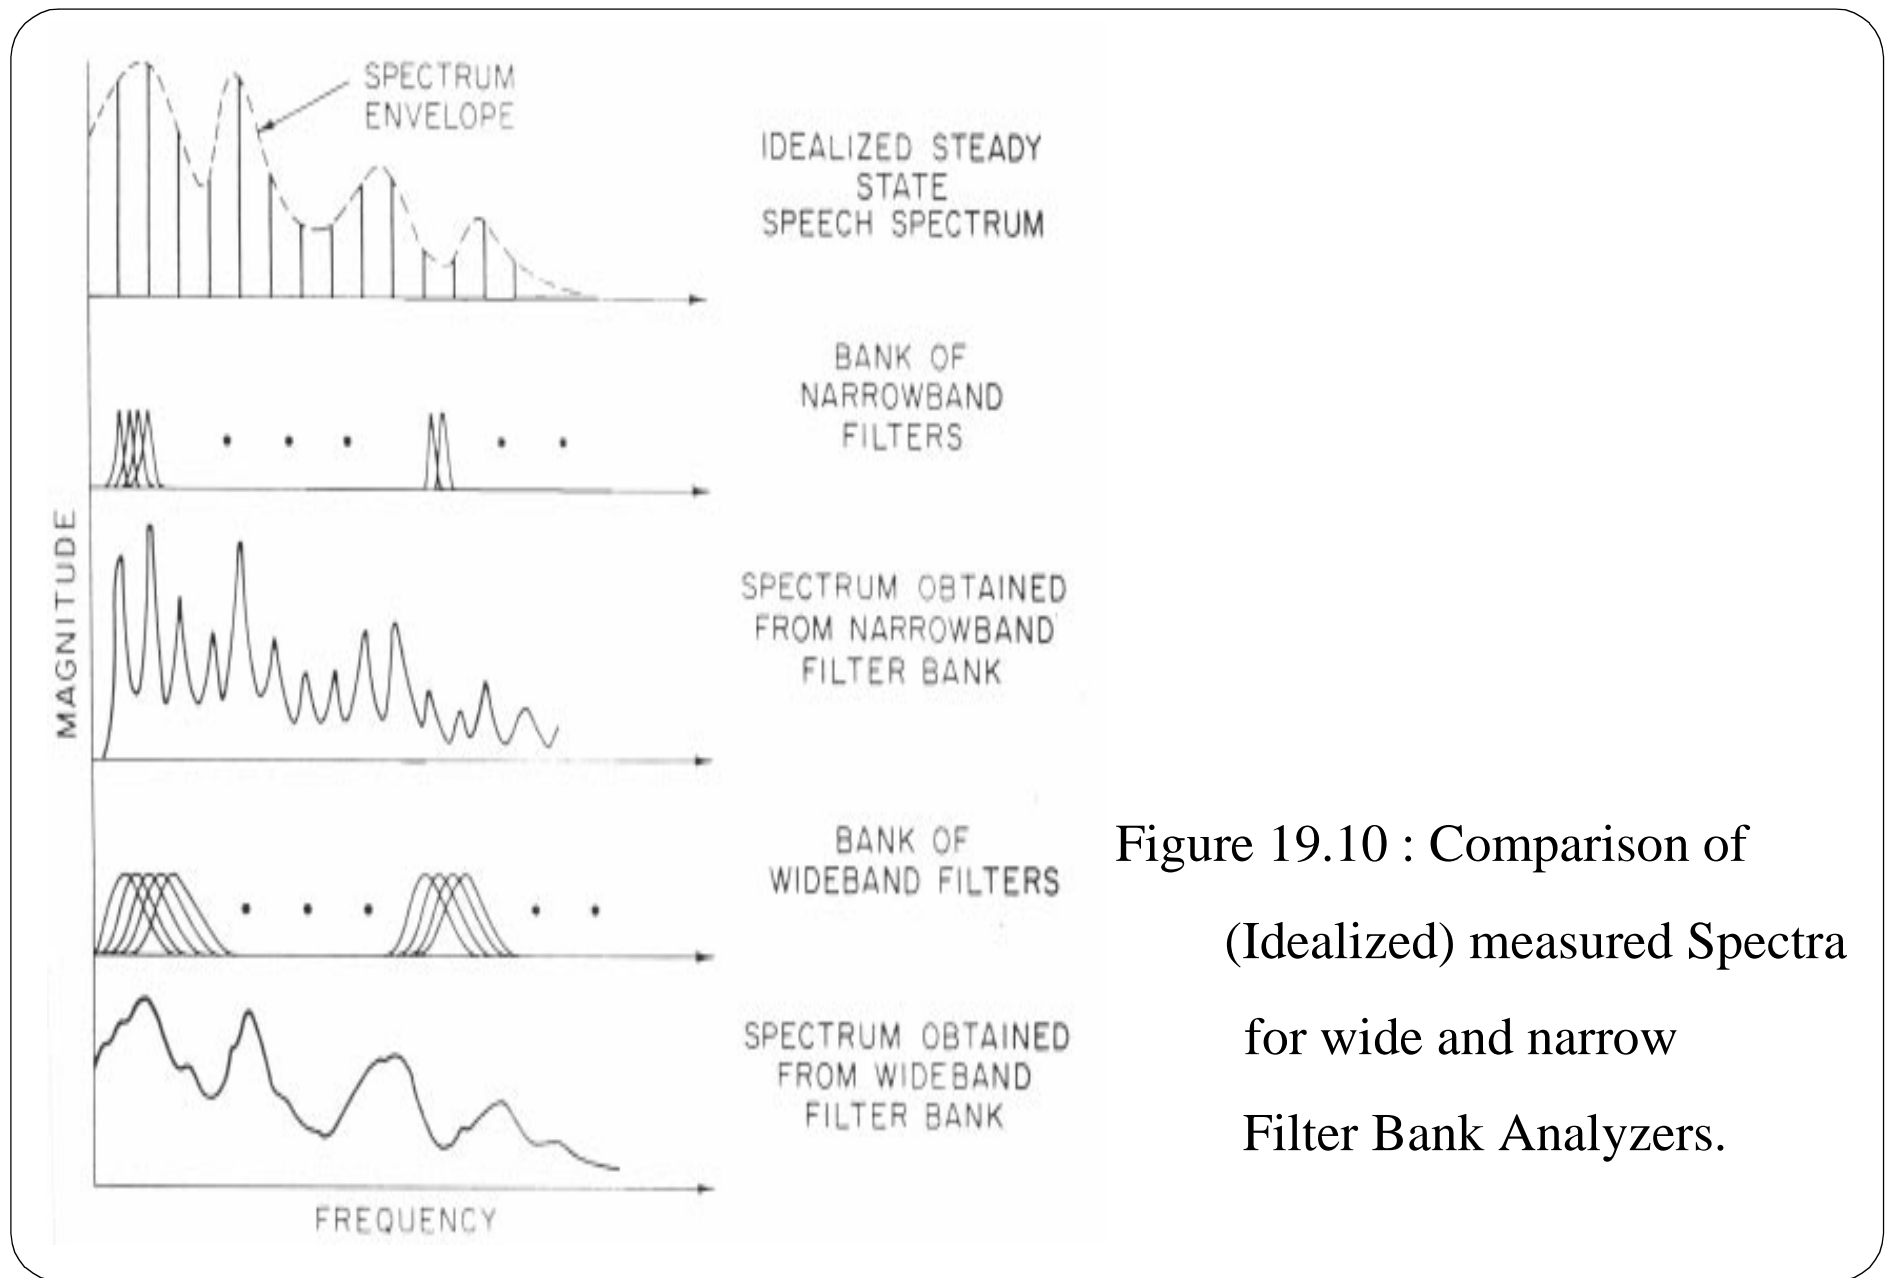 SPECTRUM
ENVELOPE
IDEALIZED STEADY
STATE
SPEECH SPECTRUM
BANK OF
NARROWBAND
FILTERS
MAGNITUDE
SPECTRUM OBTAINED
FROM NARROWBAND
FILTER BANK
BANK OF
WIDEBAND FILTERS
SPECTRUM OBTAINED
FROM WIDEBAND
FILTER BANK
FREQUENCY
Figure 19.10 : Comparison of
(Idealized) measured Spectra
for wide and narrow
Filter Bank Analyzers.